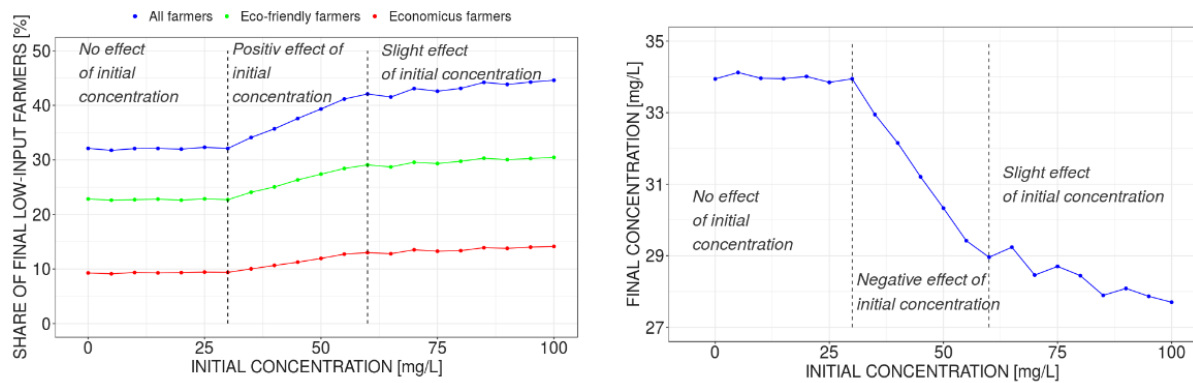 All farmers Eco-friendly farmers Economicus farmers
SHARE OF FINAL LOW-INPUT FARMERS [%]
50
40
30
20
10
0
No effect
of initial
concentration
Positiv effect of
initial
concentration
Slight effect
of initial concentration
0 25 50 75 100
INITIAL CONCENTRATION [mg/L]
FINAL CONCENTRATION [mg/L]
35
33
31
29
27
No effect
of initial
concentration
Negative effect of
initial concentration
Slight effect
of initial concentration
0 25 50 75 100
INITIAL CONCENTRATION [mg/L]